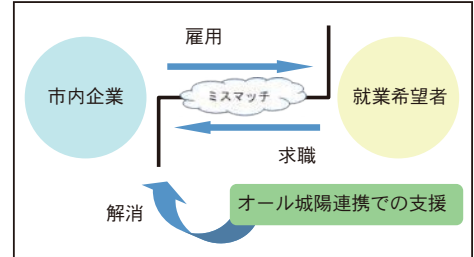 雇用
市内企業
ミスマッチ
就業希望者
求職
オール城陽連携での支援
解消